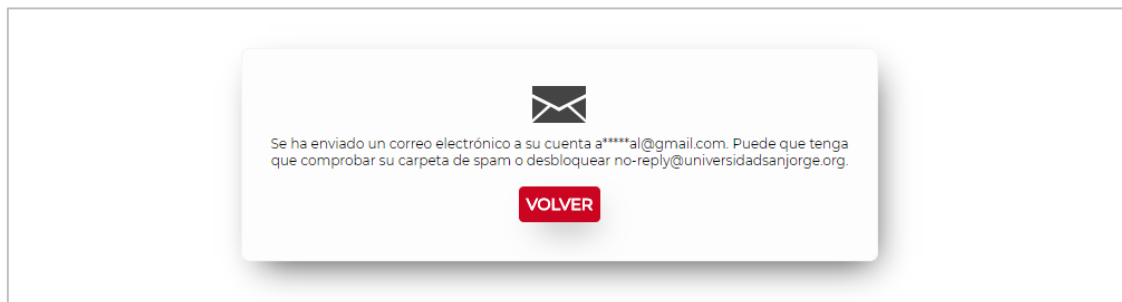 Se ha enviado un correo electrónico a su cuenta a*****al@gmail.com. Puede que tenga
que comprobar su carpeta de spam o desbloquear no-reply@universidadsanjorge.org.
VOLVER